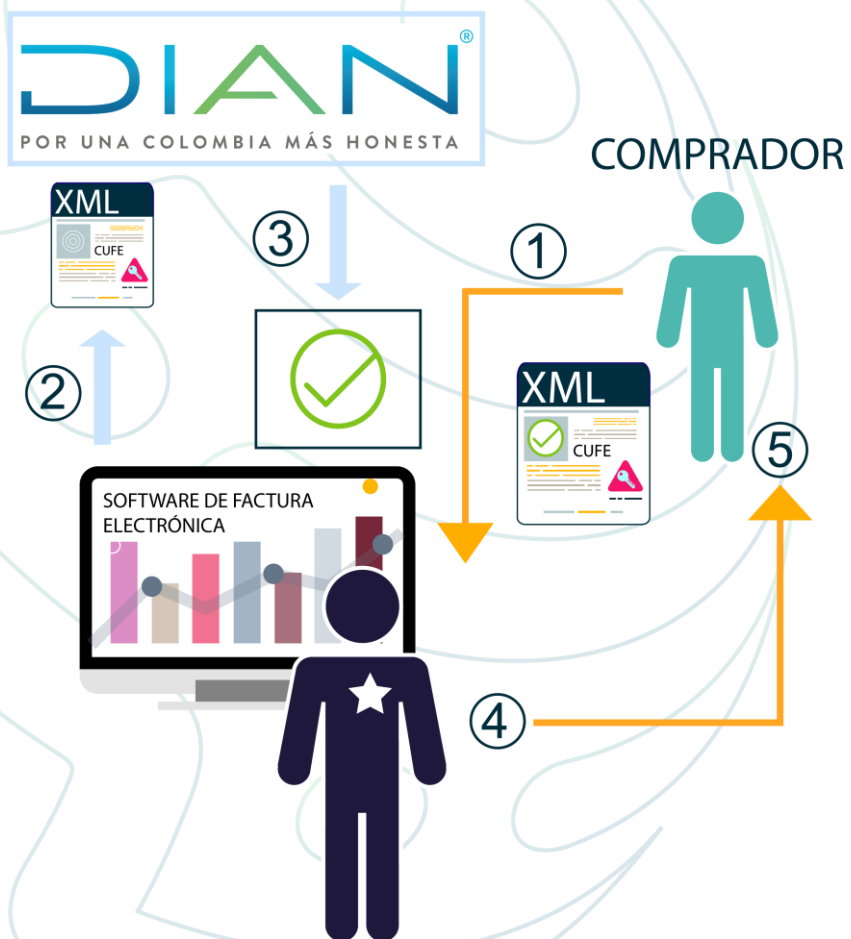 DIAN®
POR UNA COLOMBIA MÁS HONESTA
COMPRADOR
XML
CUFE
3
1
2
XML
CUFE
5
SOFTWARE DE FACTURA
ELECTRÓNICA
4